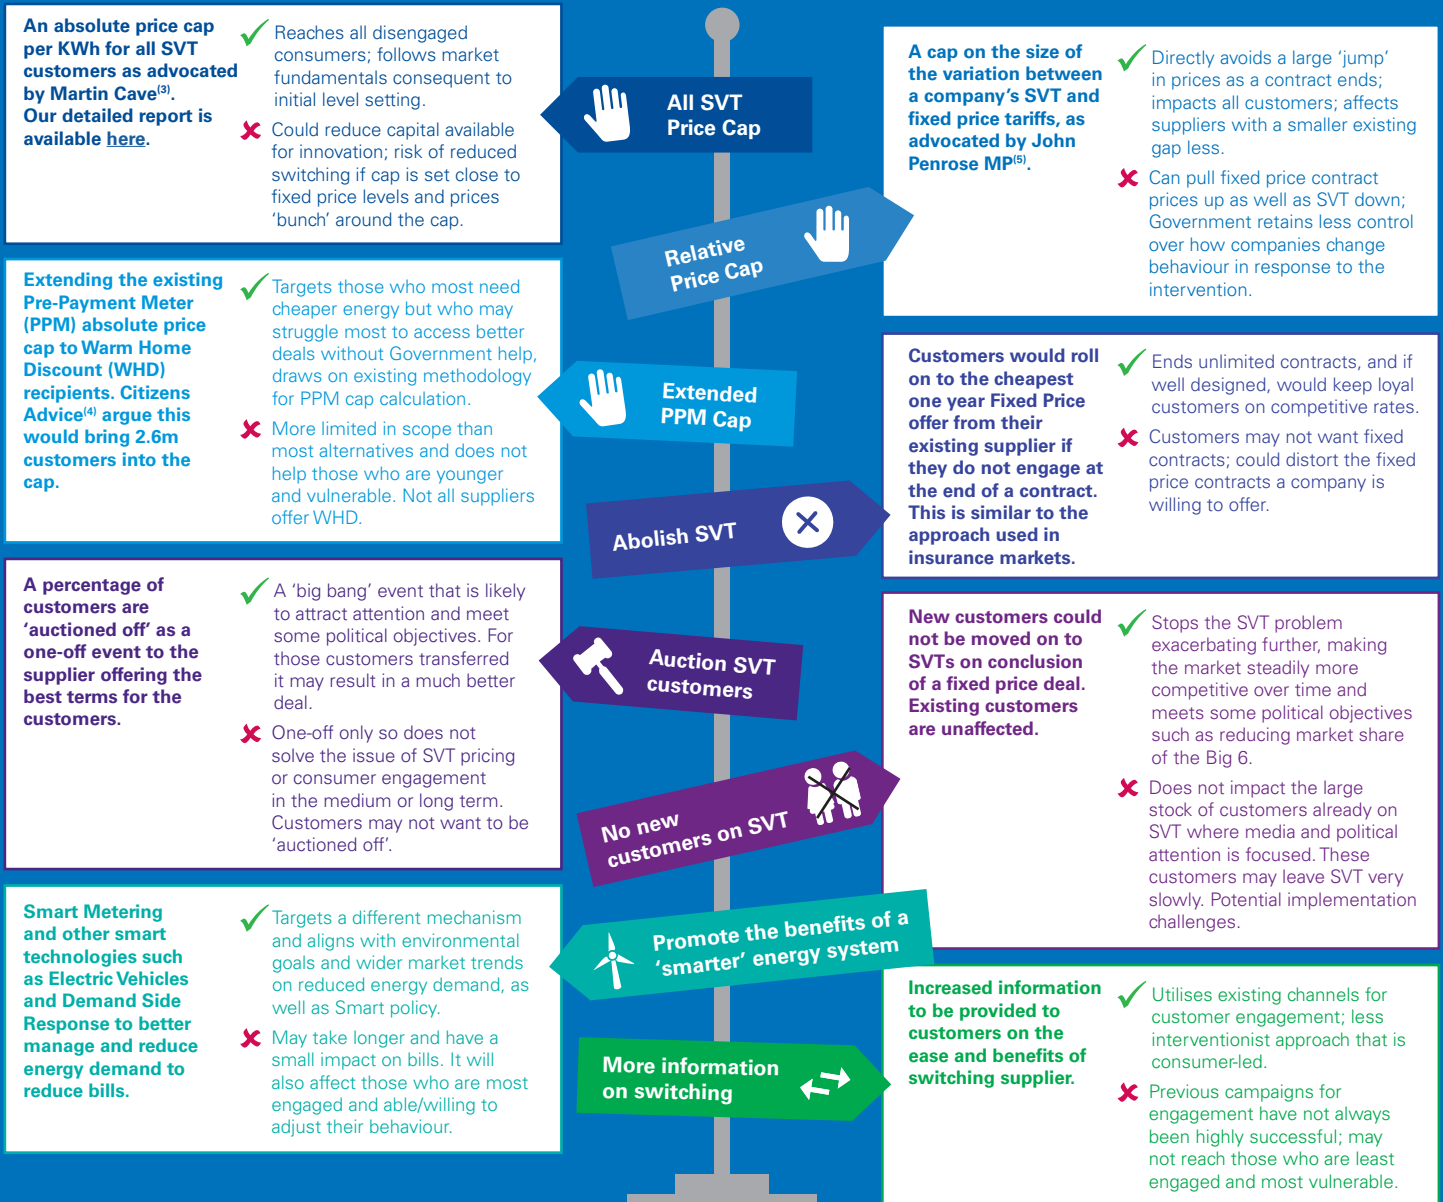 An absolute price cap
per KWh for all SVT
customers as advocated
by Martin Cave(3).
Our detailed report is
available here.
Reaches all disengaged
consumers; follows market
fundamentals consequent to
initial level setting.
Could reduce capital available
for innovation; risk of reduced
switching if cap is set close to
fixed price levels and prices
‘bunch’ around the cap.
All SVT
Price Cap
A cap on the size of
the variation between
a company’s SVT and
fixed price tariffs, as
advocated by John
Penrose MP(5).
Directly avoids a large ‘jump’
in prices as a contract ends;
impacts all customers; affects
suppliers with a smaller existing
gap less.
Can pull fixed price contract
prices up as well as SVT down;
Government retains less control
over how companies change
behaviour in response to the
intervention.
Relative
Price Cap
Extending the existing
Pre-Payment Meter
(PPM) absolute price
cap to Warm Home
Discount (WHD)
recipients. Citizens
Advice(4) argue this
would bring 2.6m
customers into the
cap.
Targets those who most need
cheaper energy but who may
struggle most to access better
deals without Government help,
draws on existing methodology
for PPM cap calculation.
More limited in scope than
most alternatives and does not
help those who are younger
and vulnerable. Not all suppliers
offer WHD.
Extended
PPM Cap
Customers would roll
on to the cheapest
one year Fixed Price
offer from their
existing supplier if
they do not engage at
the end of a contract.
This is similar to the
approach used in
insurance markets.
Ends unlimited contracts, and if
well designed, would keep loyal
customers on competitive rates.
Customers may not want fixed
contracts; could distort the fixed
price contracts a company is
willing to offer.
Abolish SVT
A percentage of
customers are
‘auctioned off’ as a
one-off event to the
supplier offering the
best terms for the
customers.
A ‘big bang’ event that is likely
to attract attention and meet
some political objectives. For
those customers transferred
it may result in a much better
deal.
One-off only so does not
solve the issue of SVT pricing
or consumer engagement
in the medium or long term.
Customers may not want to be
‘auctioned off’.
Auction SVT
customers
New customers could
not be moved on to
SVTs on conclusion
of a fixed price deal.
Existing customers
are unaffected.
Stops the SVT problem
exacerbating further, making
the market steadily more
competitive over time and
meets some political objectives
such as reducing market share
of the Big 6.
Does not impact the large
stock of customers already on
SVT where media and political
attention is focused. These
customers may leave SVT very
slowly. Potential implementation
challenges.
No new
customers on SVT
Smart Metering
and other smart
technologies such
as Electric Vehicles
and Demand Side
Response to better
manage and reduce
energy demand to
reduce bills.
Targets a different mechanism
and aligns with environmental
goals and wider market trends
on reduced energy demand, as
well as Smart policy.
May take longer and have a
small impact on bills. It will
also affect those who are most
engaged and able/willing to
adjust their behaviour.
Promote the benefits of a
‘smarter’ energy system
Increased information
to be provided to
customers on the
ease and benefits of
switching supplier.
Utilises existing channels for
customer engagement; less
interventionist approach that is
consumer-led.
Previous campaigns for
engagement have not always
been highly successful; may
not reach those who are least
engaged and most vulnerable.
More information
on switching